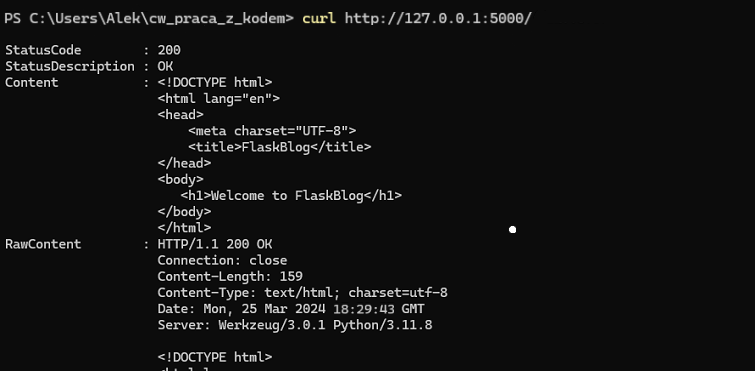 PS C:\Users\Alek\cw_praca_z_kodem> curl http://127.0.0.1:5000/
StatusCode : 200
StatusDescription : OK
Content : <!DOCTYPE html>
<html lang="en">
<head>
<meta charset="UTF-8">
<title>FlaskBlog</title>
</head>
<body>
<h1>Welcome to FlaskBlog</h1>
</body>
</html>
RawContent : HTTP/1.1 200 OK
Connection: close
Content-Length: 159
Content-Type: text/html; charset=utf-8
Date: Mon, 25 Mar 2024 18:29:43 GMT
Server: Werkzeug/3.0.1 Python/3.11.8
<!DOCTYPE html>